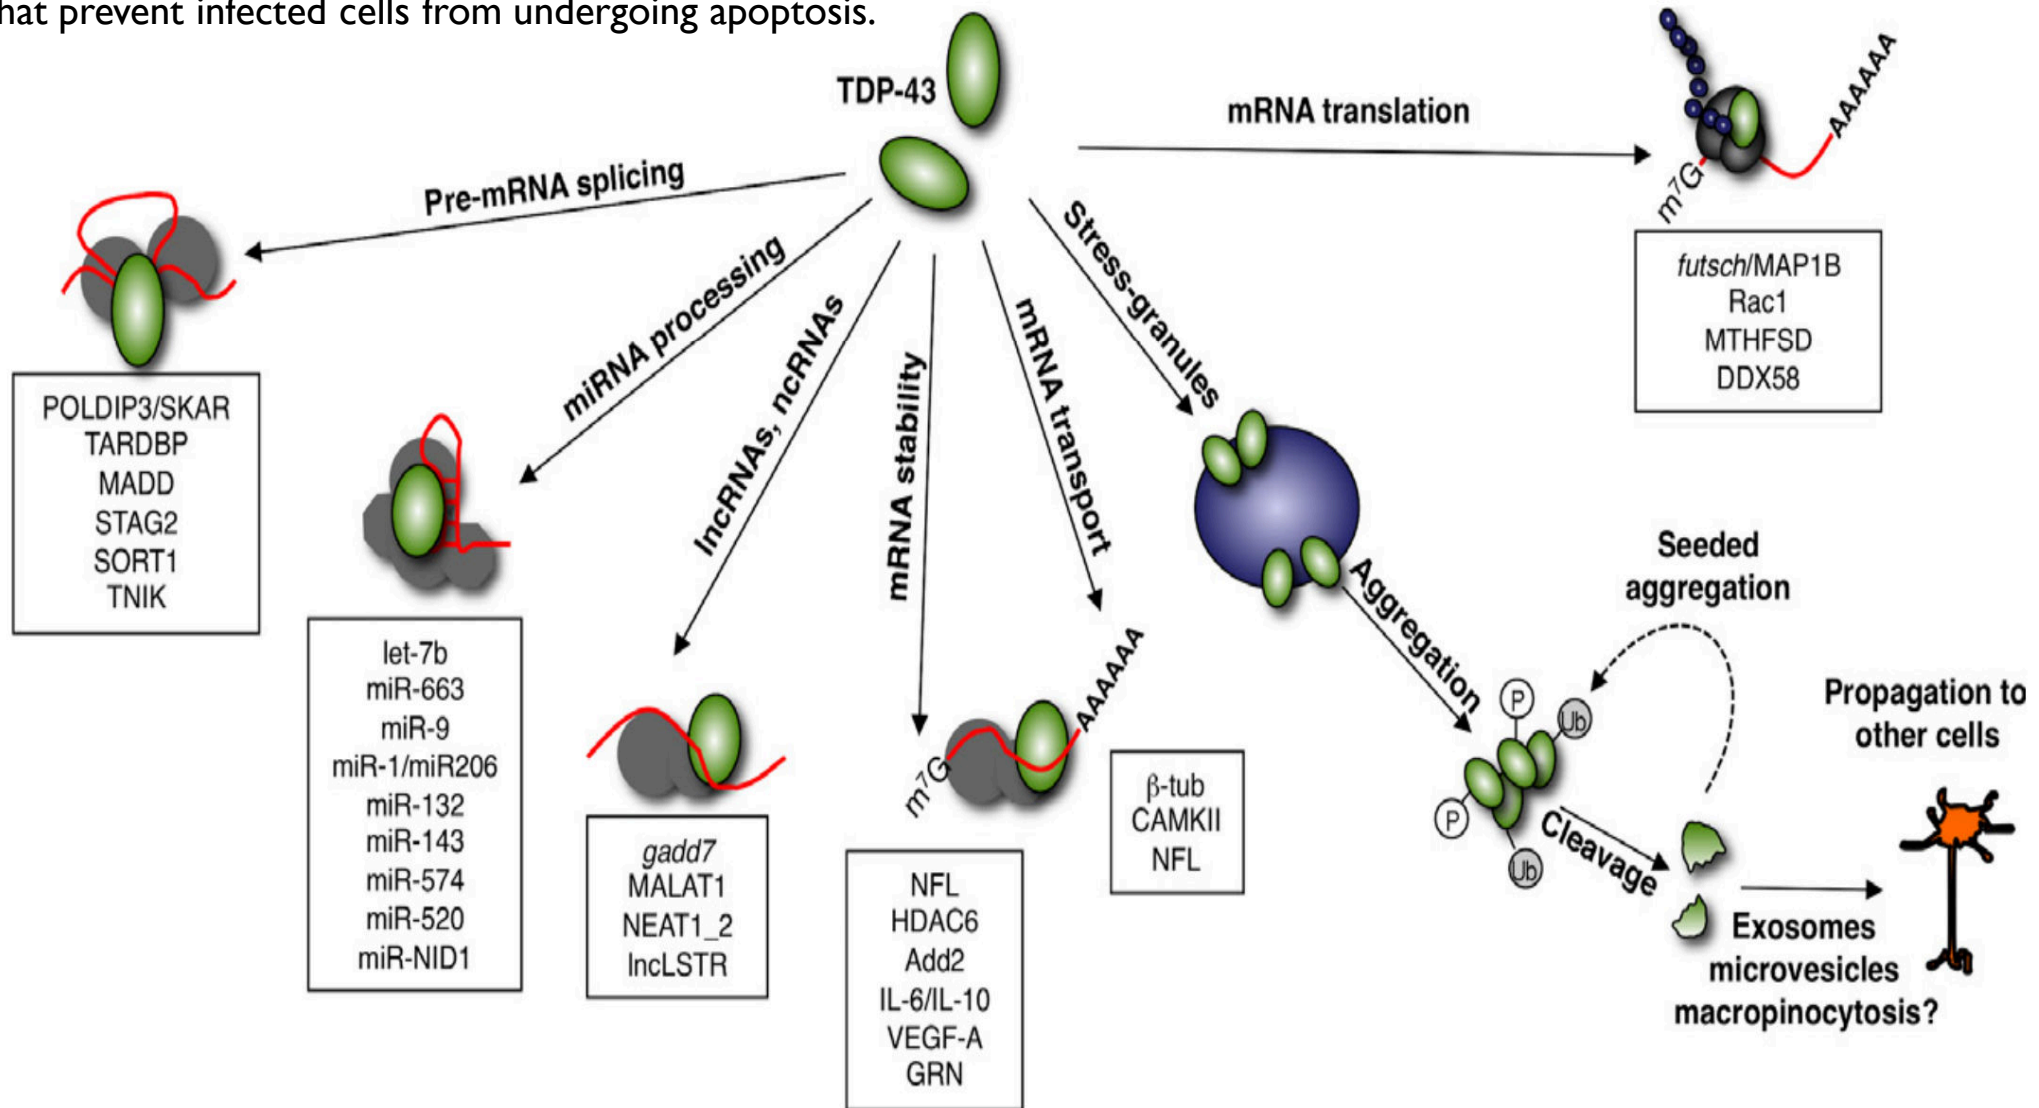 hat prevent infected cells from undergoing apoptosis.
TDP-43
mRNA translation
AAAAAA
m⁷G
futsch/MAP1B
Rac1
MTHFSD
DDX58
Pre-mRNA splicing
POLDIP3/SKAR
TARDBP
MADD
STAG2
SORT1
TNIK
miRNA processing
let-7b
miR-663
miR-9
miR-1/miR206
miR-132
miR-143
miR-574
miR-520
miR-NID1
lncRNAs, ncRNAs
gadd7
MALAT1
NEAT1_2
lncLSTR
mRNA stability
m⁷G
AAAAAA
NFL
HDAC6
Add2
IL-6/IL-10
VEGF-A
GRN
mRNA transport
β-tub
CAMKII
NFL
Stress-granules
Aggregation
P
Ub
P
Ub
Seeded
aggregation
Cleavage
Propagation to
other cells
Exosomes
microvesicles
macropinocytosis?